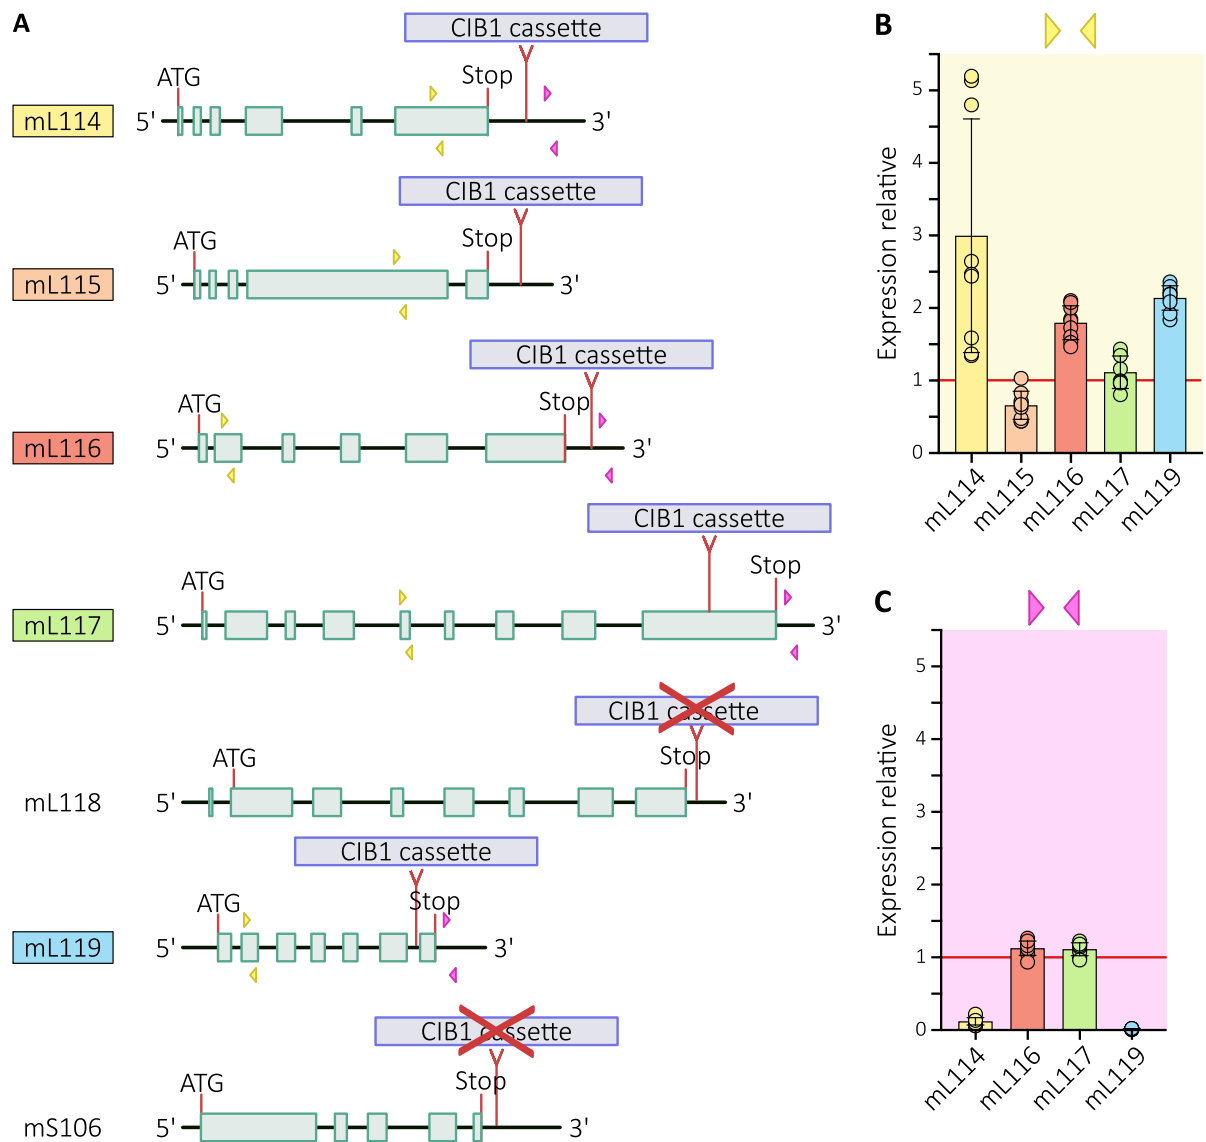 A
CIB1 cassette
ATG
Stop
mL114
5'
3'
CIB1 cassette
ATG
Stop
mL115
5'
3'
CIB1 cassette
ATG
Stop
mL116
5'
3'
CIB1 cassette
ATG
Stop
mL117
5'
3'
CIB1 cassette
ATG
Stop
mL118
5'
3'
CIB1 cassette
ATG
Stop
mL119
5'
3'
CIB1 cassette
ATG
Stop
mS106
5'
3'
B
Expression relative
5
4
3
2
1
0
mL114
mL115
mL116
mL117
mL119
C
Expression relative
5
4
3
2
1
0
mL114
mL116
mL117
mL119